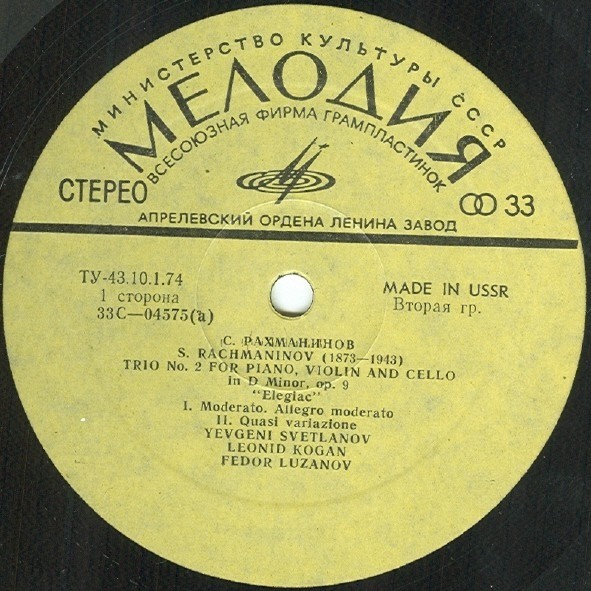 МИНИСТЕРСТВО КУЛЬТУРЫ СССР
МЕЛОДИЯ
ВСЕСОЮЗНАЯ ФИРМА ГРАМПЛАСТИНОК
СТЕРЕО
33
АПРЕЛЕВСКИЙ ОРДЕНА ЛЕНИНА ЗАВОД
ТУ-43.10.1.74
1 сторона
33С—04575(а)
MADE IN USSR
Вторая гр.
С. РАХМАНИНОВ
S. RACHMANINOV (1873—1943)
TRIO No. 2 FOR PIANO, VIOLIN AND CELLO
in D Minor, op. 9
"Elegiac"
I. Moderato. Allegro moderato
II. Quasi variazione
YEVGENI SVETLANOV
LEONID KOGAN
FEDOR LUZANOV